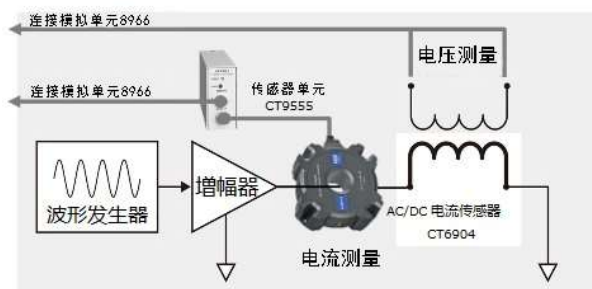 连接模拟单元8966
电压测量
连接模拟单元8966
传感器单元
CT9555
波形发生器
增幅器
AC/DC 电流传感器
CT6904
电流测量